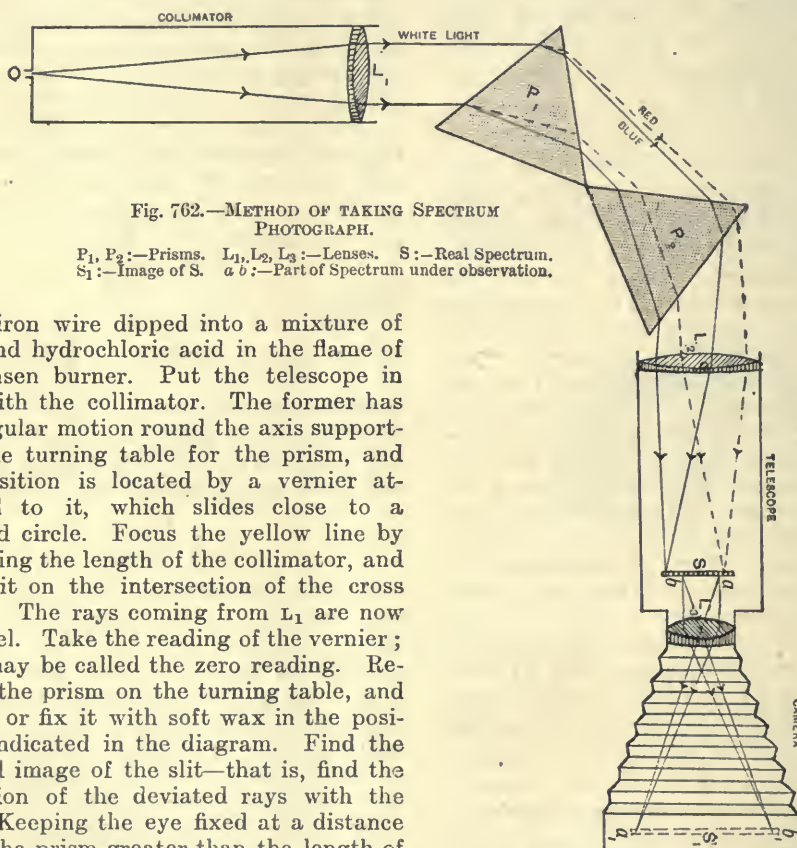 COLLIMATOR
WHITE LIGHT
O
L1
P1
RED
BLUE
P2
Fig. 762.—METHOD OF TAKING SPECTRUM
PHOTOGRAPH.
P1, P2:—Prisms. L1, L2, L3:—Lenses. S:—Real Spectrum.
S1:—Image of S. a b:—Part of Spectrum under observation.
iron wire dipped into a mixture of
nd hydrochloric acid in the flame of
nsen burner. Put the telescope in
ith the collimator. The former has
gular motion round the axis support-
e turning table for the prism, and
sition is located by a vernier at-
to it, which slides close to a
d circle. Focus the yellow line by
ing the length of the collimator, and
it on the intersection of the cross
The rays coming from L1 are now
el. Take the reading of the vernier;
may be called the zero reading. Re-
the prism on the turning table, and
or fix it with soft wax in the posi-
ndicated in the diagram. Find the
l image of the slit—that is, find the
ion of the deviated rays with the
Keeping the eye fixed at a distance
he prism greater than the length of
L2
TELESCOPE
S
b
a
L3
CAMERA
a1
S1
b1